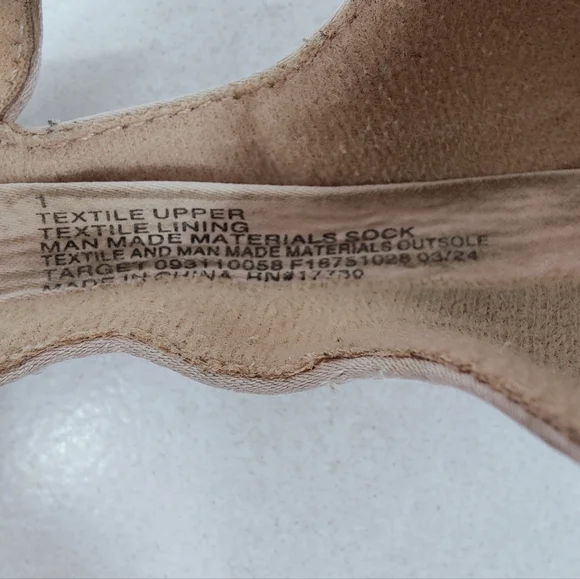 1
TEXTILE UPPER
TEXTILE LINING
MAN MADE MATERIALS SOCK
TEXTILE AND MAN MADE MATERIALS OUTSOLE
TARGET 093110058 F16751028 03/24
MADE IN CHINA RN#17730